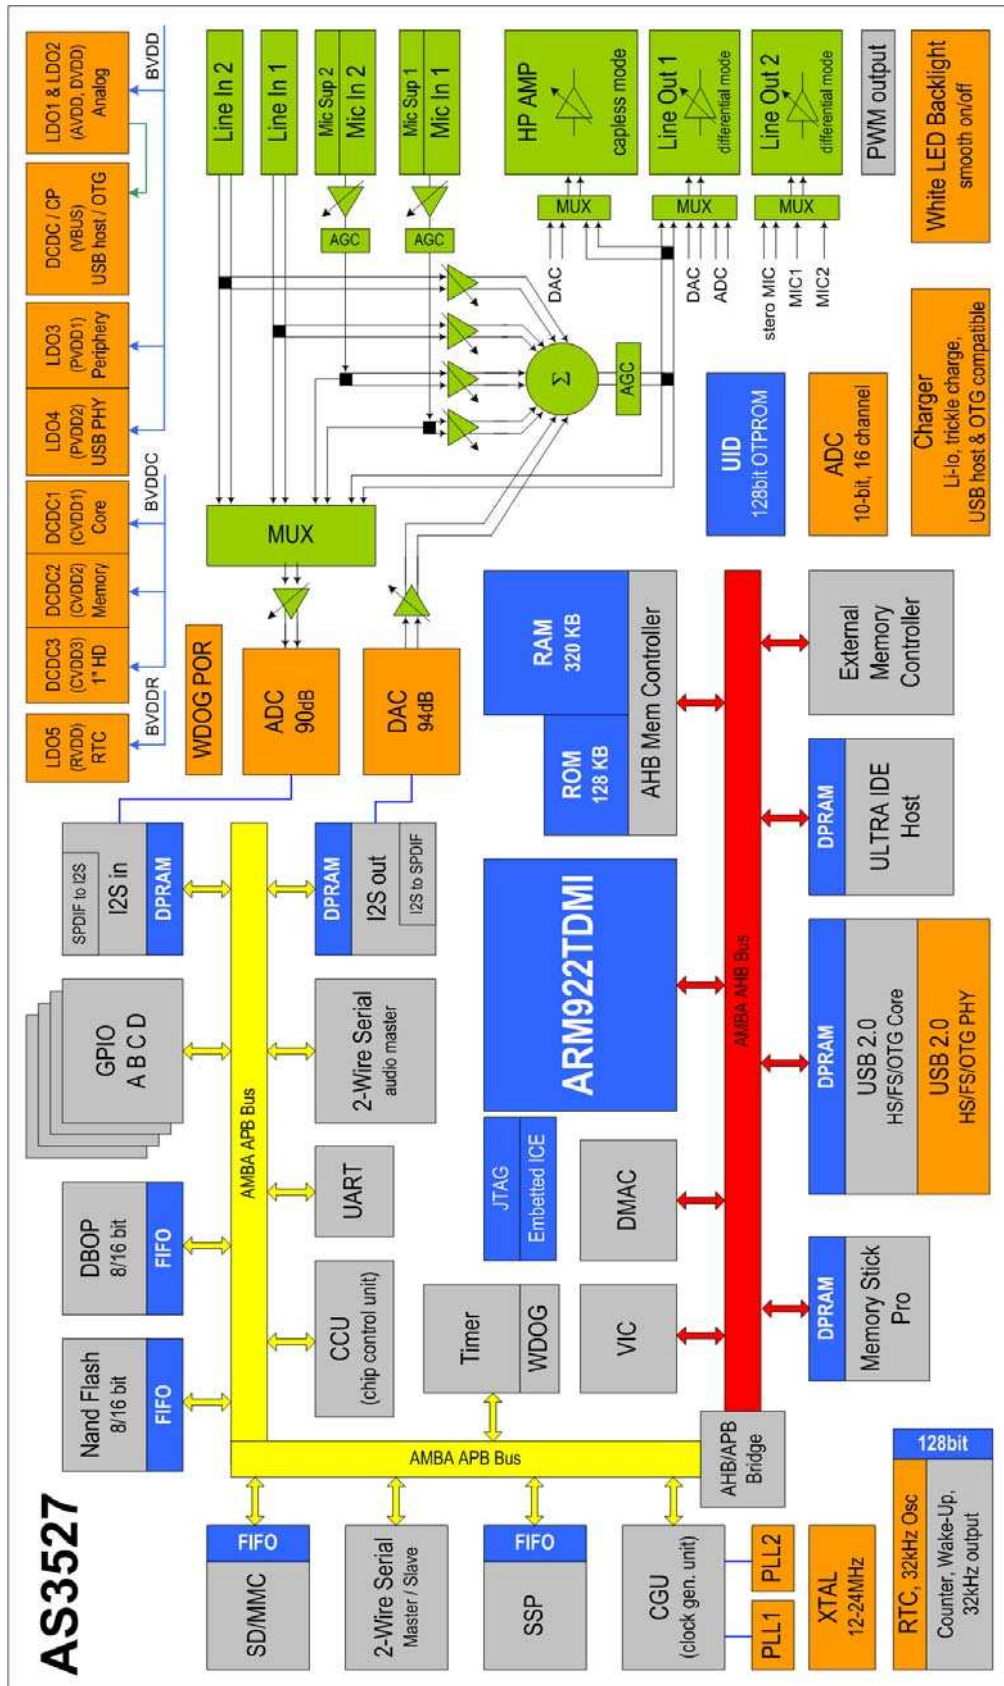 AS3527
Nand Flash
8/16 bit
FIFO
DBOP
8/16 bit
FIFO
GPIO
A B C D
SPDIF to I2S
I2S in
DPRAM
LDO5
(RVDD)
RTC
BVDDR
DCDC3
(CVDD3)
1" HD
DCDC2
(CVDD2)
Memory
DCDC1
(CVDD1)
Core
BVDDC
LDO4
(PVDD2)
USB PHY
LDO3
(PVDD1)
Periphery
DCDC / CP
(VBUS)
USB host / OTG
LDO1 & LDO2
(AVDD, DVDD)
Analog
BVDD
AMBA APB Bus
WDOG POR
ADC
90dB
MUX
Line In 2
Line In 1
Mic Sup 2
Mic In 2
Mic Sup 1
Mic In 1
AGC
AGC
CCU
(chip control unit)
UART
2-Wire Serial
audio master
DPRAM
I2S out
I2S to SPDIF
DAC
94dB
Σ
AGC
SD/MMC
FIFO
2-Wire Serial
Master / Slave
SSP
FIFO
CGU
(clock gen. unit)
AMBA APB Bus
Timer
WDOG
JTAG
Embetted ICE
ARM922TDMI
ROM
128 KB
RAM
320 KB
AHB Mem Controller
DAC
MUX
HP AMP
capless mode
DAC
ADC
MUX
Line Out 1
differential mode
stero MIC
MIC1
MIC2
MUX
Line Out 2
differential mode
PWM output
VIC
DMAC
AHB/APB
Bridge
AMBA AHB Bus
UID
128bit OTPROM
ADC
10-bit, 16 channel
Charger
Li-Io, trickle charge,
USB host & OTG compatible
White LED Backlight
smooth on/off
PLL1
PLL2
XTAL
12-24MHz
RTC, 32kHz Osc
Counter, Wake-Up,
32kHz output
128bit
DPRAM
Memory Stick
Pro
DPRAM
USB 2.0
HS/FS/OTG Core
USB 2.0
HS/FS/OTG PHY
DPRAM
ULTRA IDE
Host
External
Memory
Controller